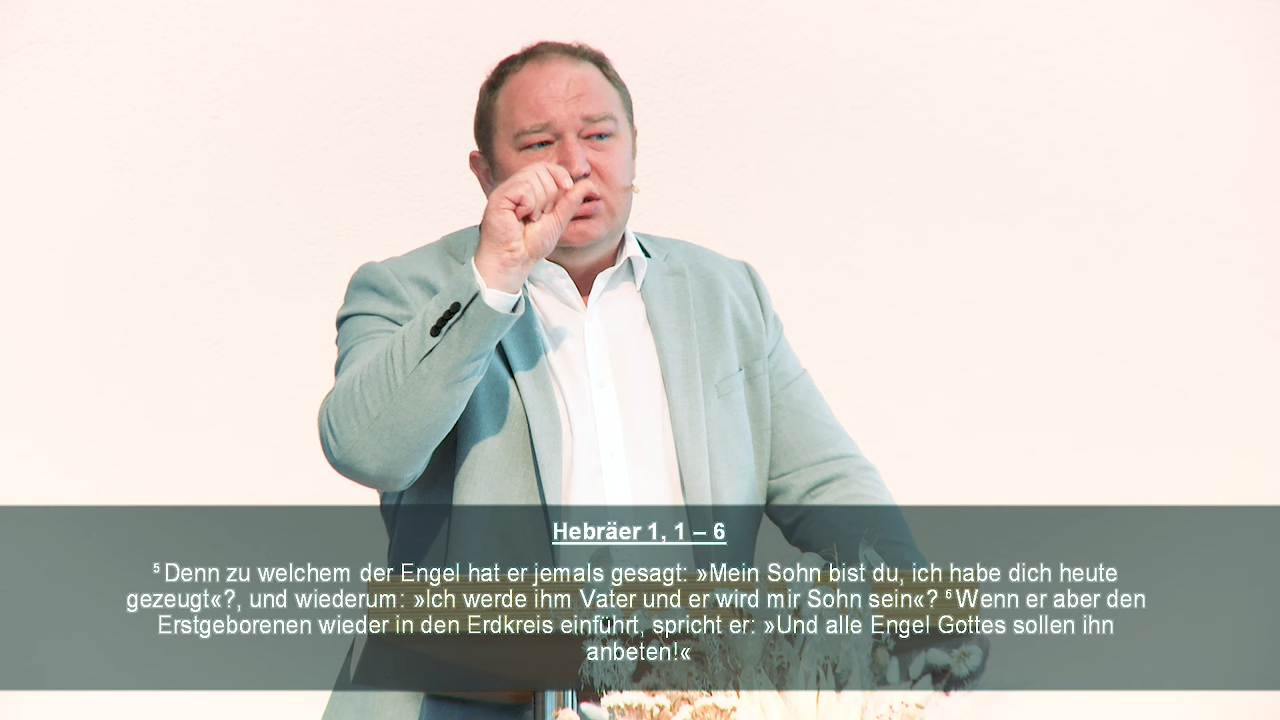 Hebräer 1, 1 – 6
⁵ Denn zu welchem der Engel hat er jemals gesagt: »Mein Sohn bist du, ich habe dich heute
gezeugt«?, und wiederum: »Ich werde ihm Vater und er wird mir Sohn sein«? ⁶ Wenn er aber den
Erstgeborenen wieder in den Erdkreis einführt, spricht er: »Und alle Engel Gottes sollen ihn
anbeten!«